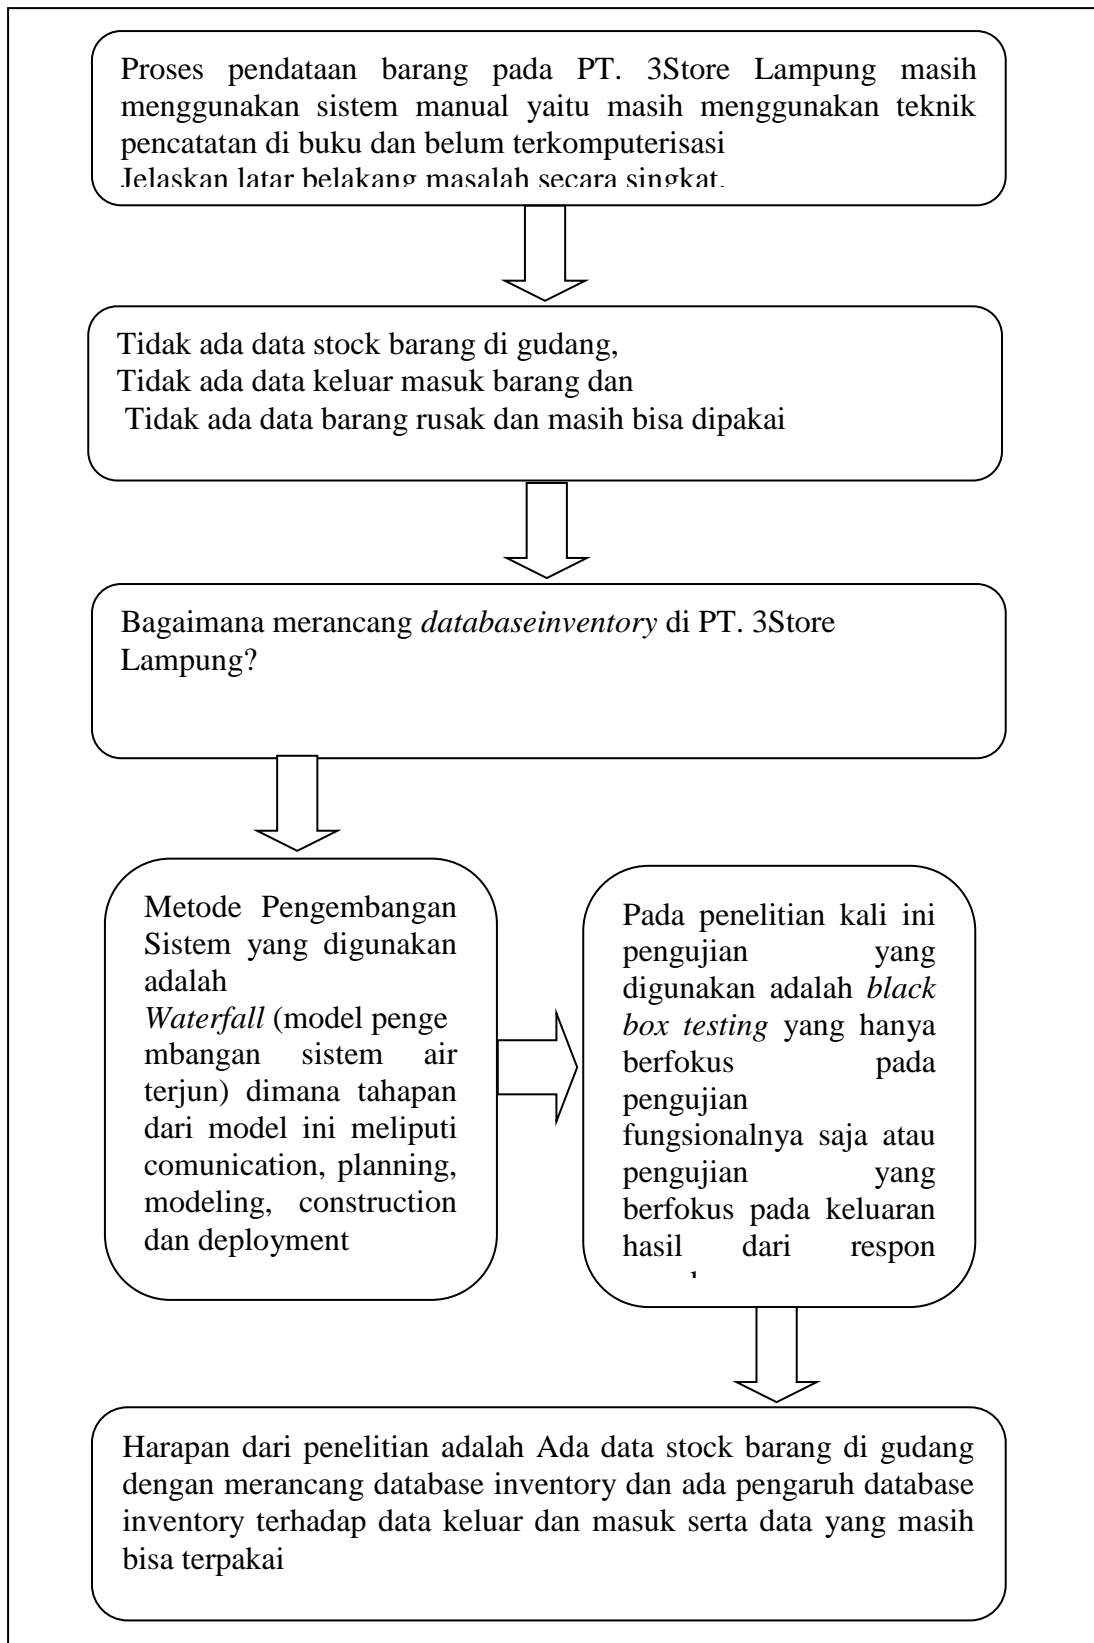 Proses pendataan barang pada PT. 3Store Lampung masih
menggunakan sistem manual yaitu masih menggunakan teknik
pencatatan di buku dan belum terkomputerisasi
Jelaskan latar belakang masalah secara singkat.
Tidak ada data stock barang di gudang,
Tidak ada data keluar masuk barang dan
Tidak ada data barang rusak dan masih bisa dipakai
Bagaimana merancang databaseinventory di PT. 3Store
Lampung?
Metode Pengembangan
Sistem yang digunakan
adalah
Waterfall (model penge
mbangan sistem air
terjun) dimana tahapan
dari model ini meliputi
comunication, planning,
modeling, construction
dan deployment
Pada penelitian kali ini
pengujian yang
digunakan adalah black
box testing yang hanya
berfokus pada
pengujian
fungsionalnya saja atau
pengujian yang
berfokus pada keluaran
hasil dari respon
Harapan dari penelitian adalah Ada data stock barang di gudang
dengan merancang database inventory dan ada pengaruh database
inventory terhadap data keluar dan masuk serta data yang masih
bisa terpakai